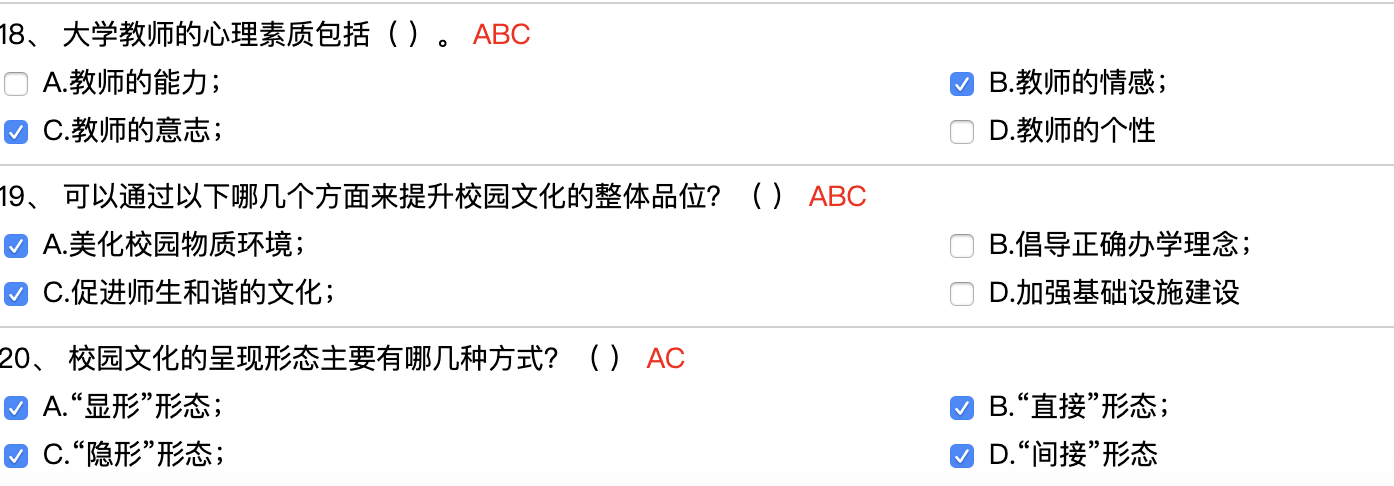 18、 大学教师的心理素质包括（ ）。 ABC
A.教师的能力； B.教师的情感；
C.教师的意志； D.教师的个性
19、 可以通过以下哪几个方面来提升校园文化的整体品位？ （ ） ABC
A.美化校园物质环境； B.倡导正确办学理念；
C.促进师生和谐的文化； D.加强基础设施建设
20、 校园文化的呈现形态主要有哪几种方式？ （ ） AC
A.“显形”形态； B.“直接”形态；
C.“隐形”形态； D.“间接”形态